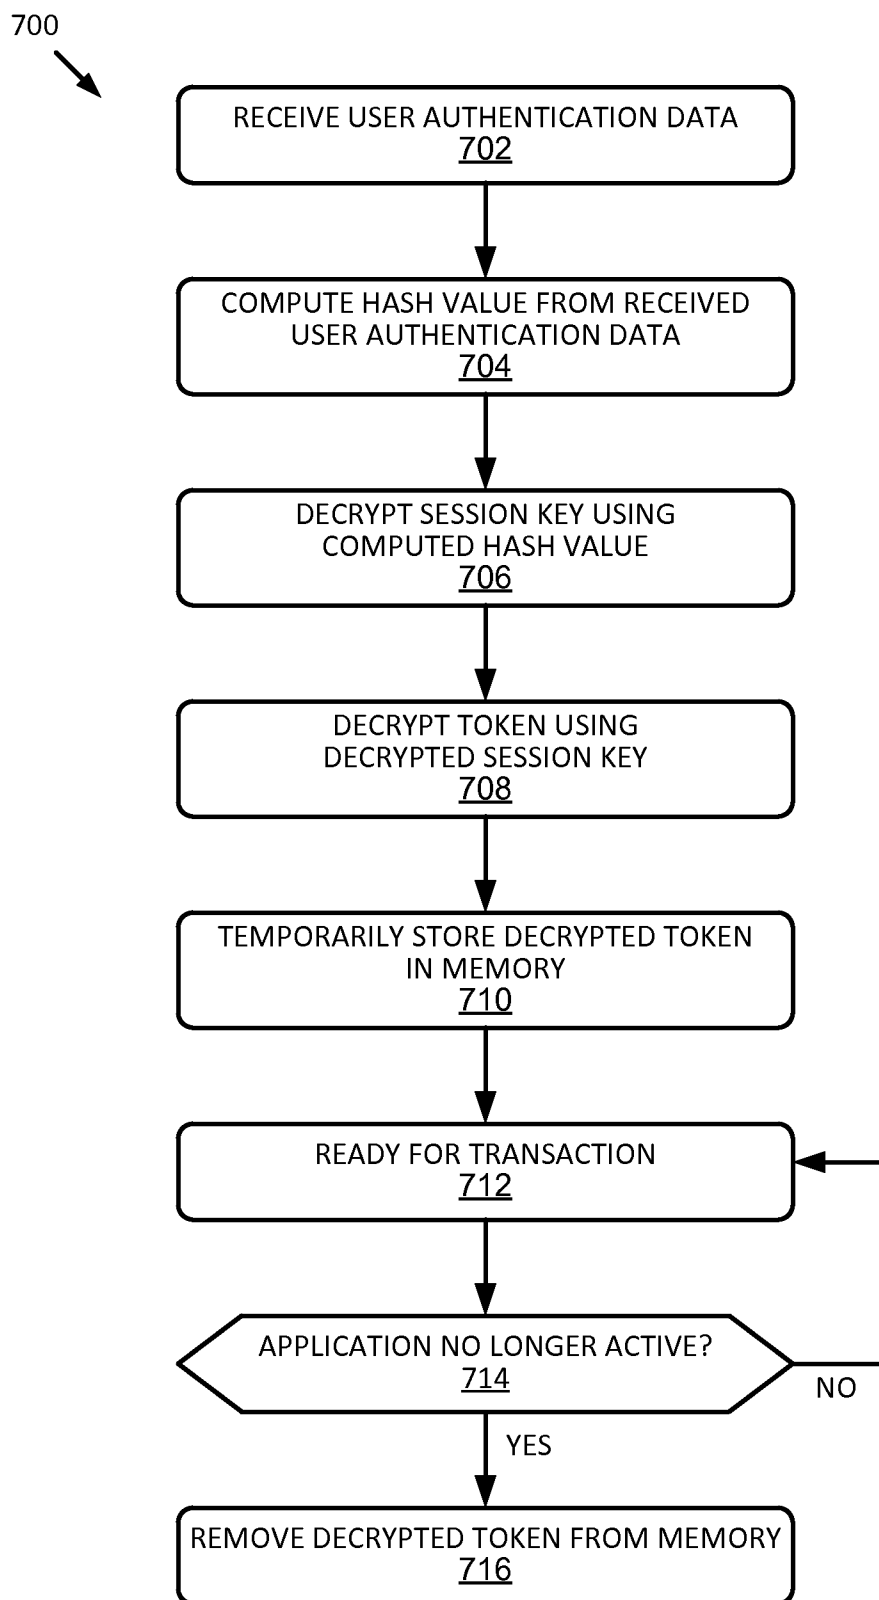 700
RECEIVE USER AUTHENTICATION DATA
702
COMPUTE HASH VALUE FROM RECEIVED
USER AUTHENTICATION DATA
704
DECRYPT SESSION KEY USING
COMPUTED HASH VALUE
706
DECRYPT TOKEN USING
DECRYPTED SESSION KEY
708
TEMPORARILY STORE DECRYPTED TOKEN
IN MEMORY
710
READY FOR TRANSACTION
712
APPLICATION NO LONGER ACTIVE?
714
NO
YES
REMOVE DECRYPTED TOKEN FROM MEMORY
716